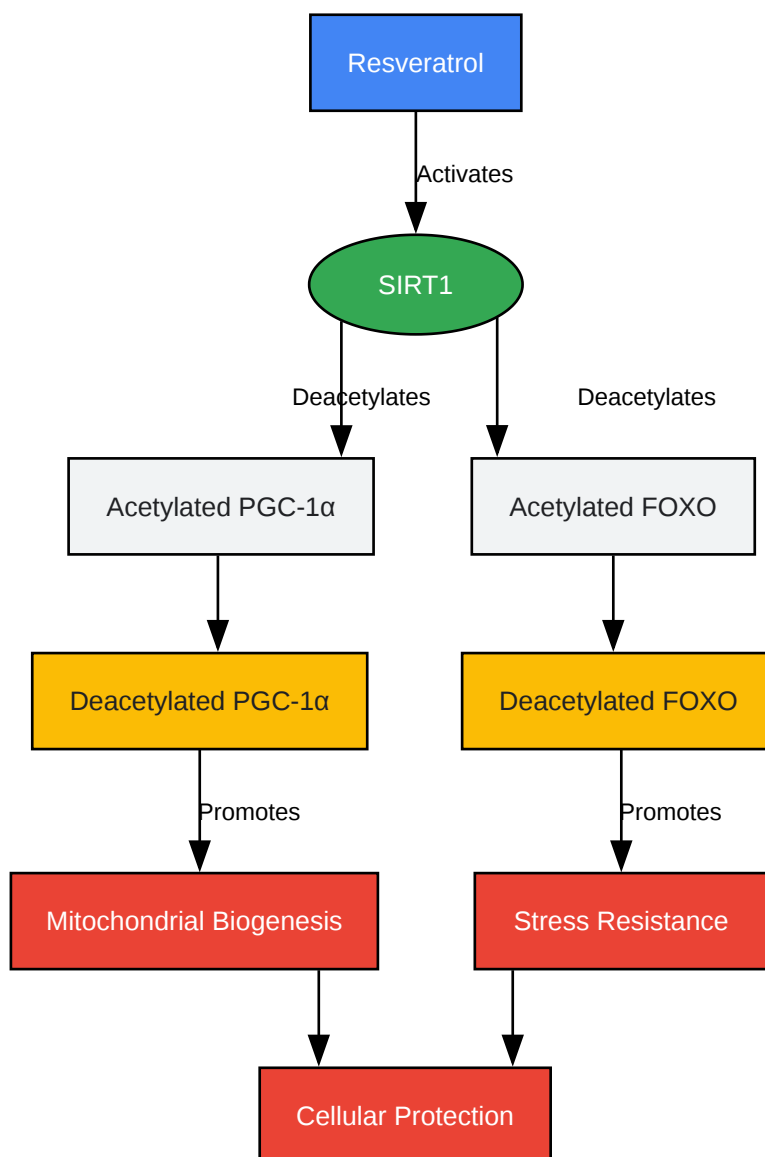 Resveratrol
Activates
SIRT1
Deacetylates
Deacetylates
Acetylated PGC-1α
Acetylated FOXO
Deacetylated PGC-1α
Deacetylated FOXO
Promotes
Promotes
Mitochondrial Biogenesis
Stress Resistance
Cellular Protection